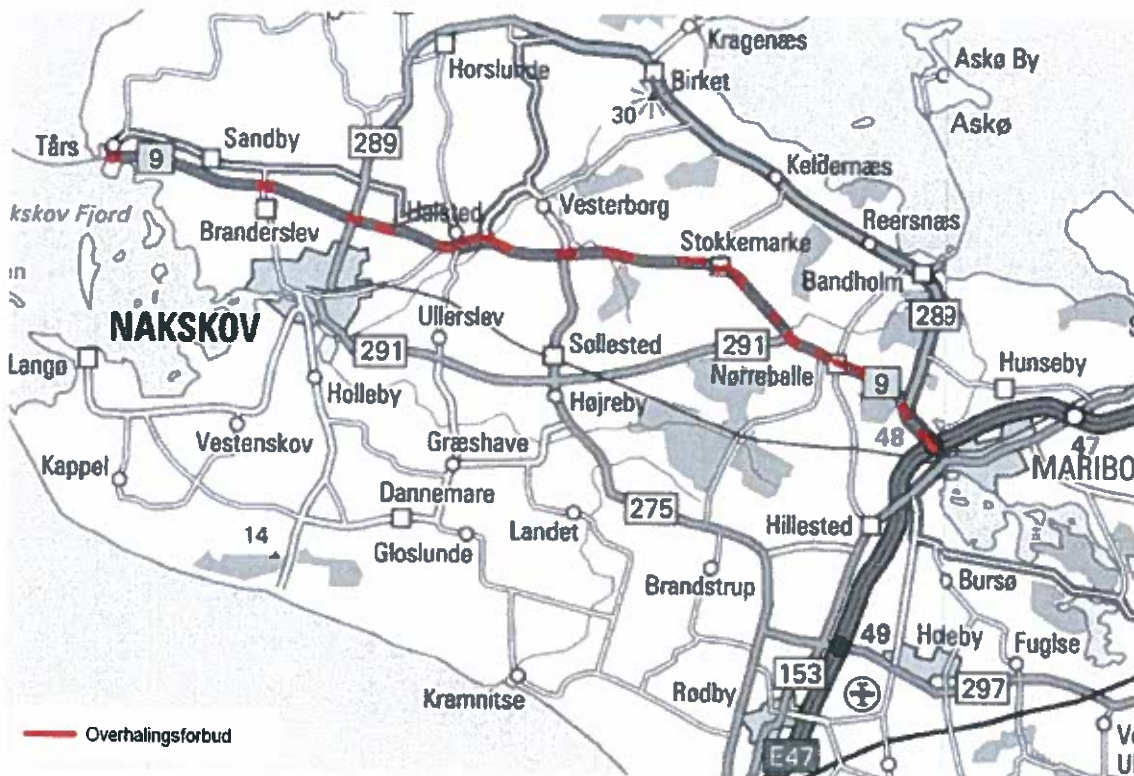 Kragenæs
Askø By
Horslunde
Birket
30
Askø
Tårs
9
Sandby
289
Keldernæs
kskov Fjord
Vesterborg
Halsted
Reersnæs
Branderslev
Stokkemarke
Bandholm
NAKSKOV
Ullerslev
289
291
Søllested
291
Hunseby
Langø
Nørreballe
9
Holleby
Højreby
Vestenskov
48
47
Græshave
MARIBO
Kappel
Dannemare
275
Hillested
14
Landet
Gloslunde
Brandstrup
Bursø
49
Holeby
Fuglse
153
Rødby
297
Kramnitse
Overhalingsforbud
E47